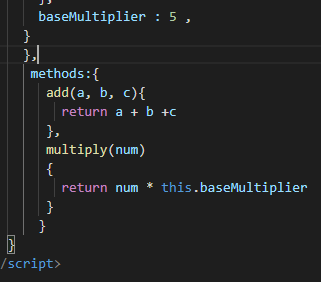 },
baseMultiplier : 5 ,
}
},
methods:{
add(a, b, c){
return a + b +c
},
multiply(num)
{
return num * this.baseMultiplier
}
}
}
/script>